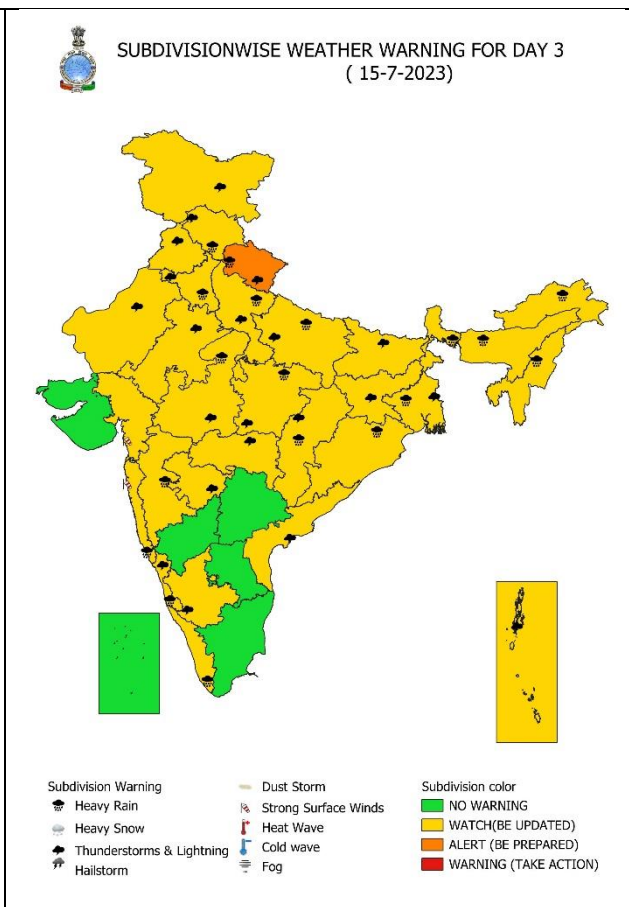 SUBDIVISIONWISE WEATHER WARNING FOR DAY 3
( 15-7-2023)
Subdivision Warning
Heavy Rain
Heavy Snow
Thunderstorms & Lightning
Hailstorm
Dust Storm
Strong Surface Winds
Heat Wave
Cold wave
Fog
Subdivision color
NO WARNING
WATCH(BE UPDATED)
ALERT (BE PREPARED)
WARNING (TAKE ACTION)